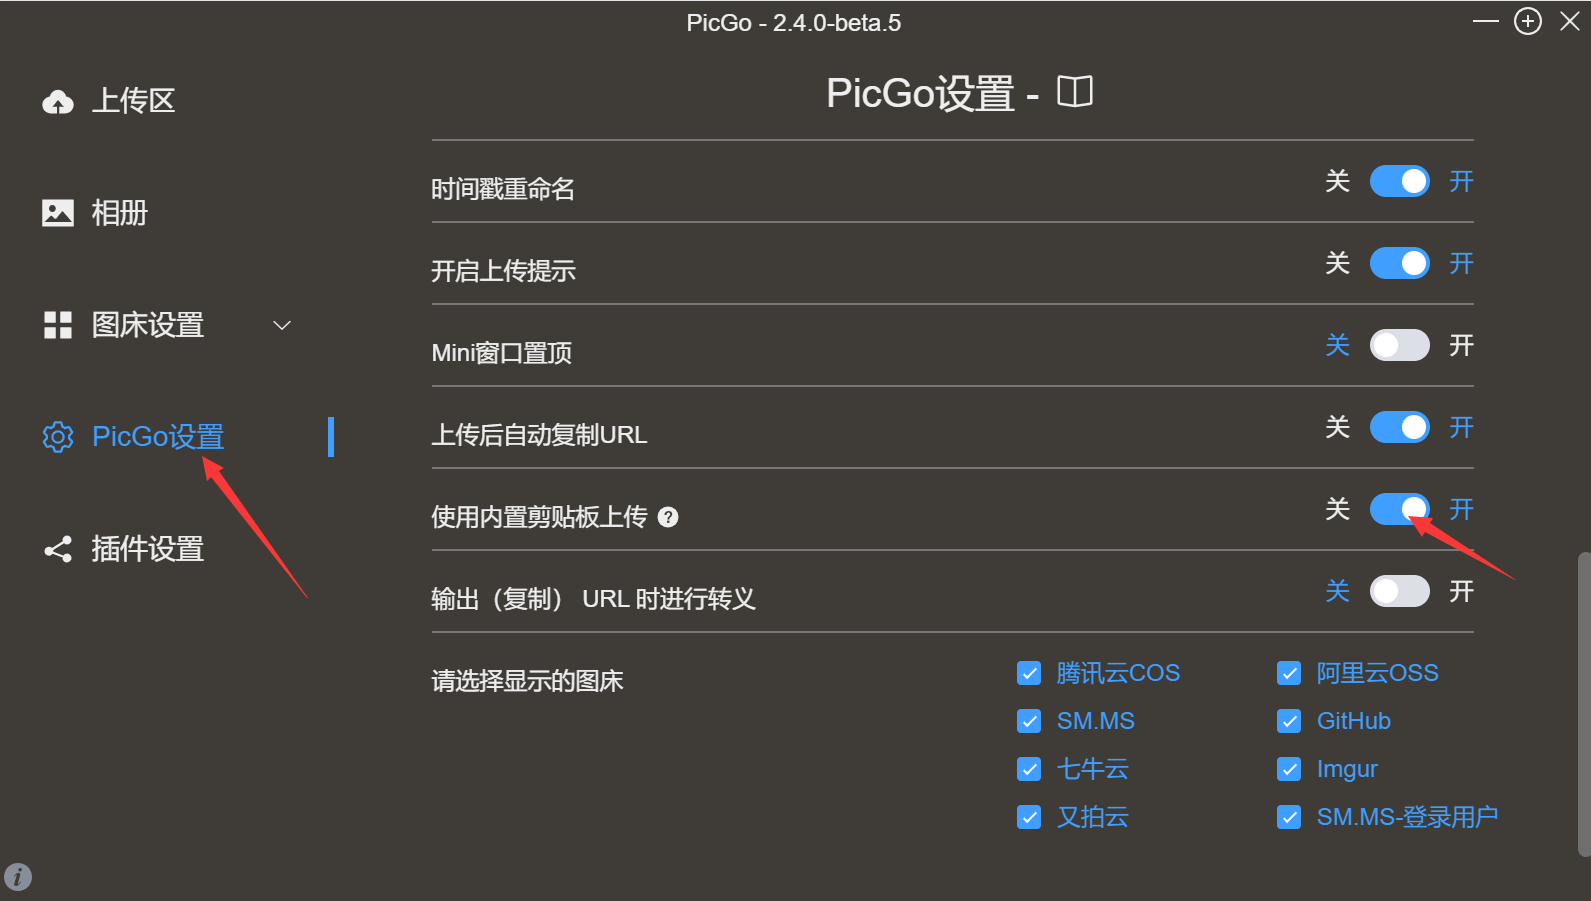 PicGo - 2.4.0-beta.5
上传区
相册
图床设置
PicGo设置
插件设置
PicGo设置 -
时间戳重命名 关 开
开启上传提示 关 开
Mini窗口置顶 关 开
上传后自动复制URL 关 开
使用内置剪贴板上传 ? 关 开
输出（复制） URL 时进行转义 关 开
请选择显示的图床
腾讯云COS 阿里云OSS
SM.MS GitHub
七牛云 Imgur
又拍云 SM.MS-登录用户
i